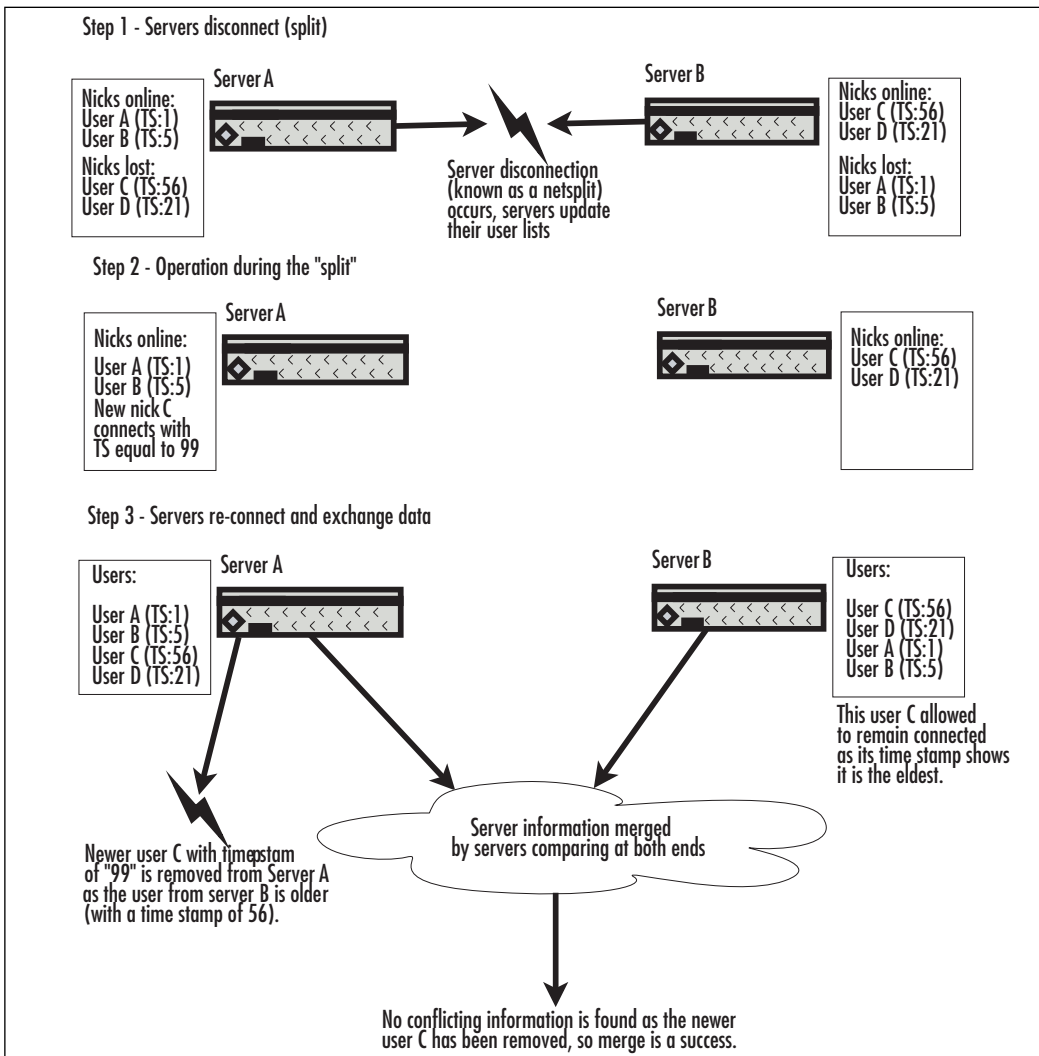 Step 1 - Servers disconnect (split)
Server A
Nicks online:
User A (TS:1)
User B (TS:5)
Nicks lost:
User C (TS:56)
User D (TS:21)
Server disconnection
(known as a netsplit)
occurs, servers update
their user lists
Server B
Nicks online:
User C (TS:56)
User D (TS:21)
Nicks lost:
User A (TS:1)
User B (TS:5)
Step 2 - Operation during the "split"
Server A
Nicks online:
User A (TS:1)
User B (TS:5)
New nick C
connects with
TS equal to 99
Server B
Nicks online:
User C (TS:56)
User D (TS:21)
Step 3 - Servers re-connect and exchange data
Server A
Users:
User A (TS:1)
User B (TS:5)
User C (TS:56)
User D (TS:21)
Server B
Users:
User C (TS:56)
User D (TS:21)
User A (TS:1)
User B (TS:5)
This user C allowed
to remain connected
as its time stamp shows
it is the eldest.
Server information merged
by servers comparing at both ends
Newer user C with timepstam
of "99" is removed from Server A
as the user from server B is older
(with a time stamp of 56).
No conflicting information is found as the newer
user C has been removed, so merge is a success.